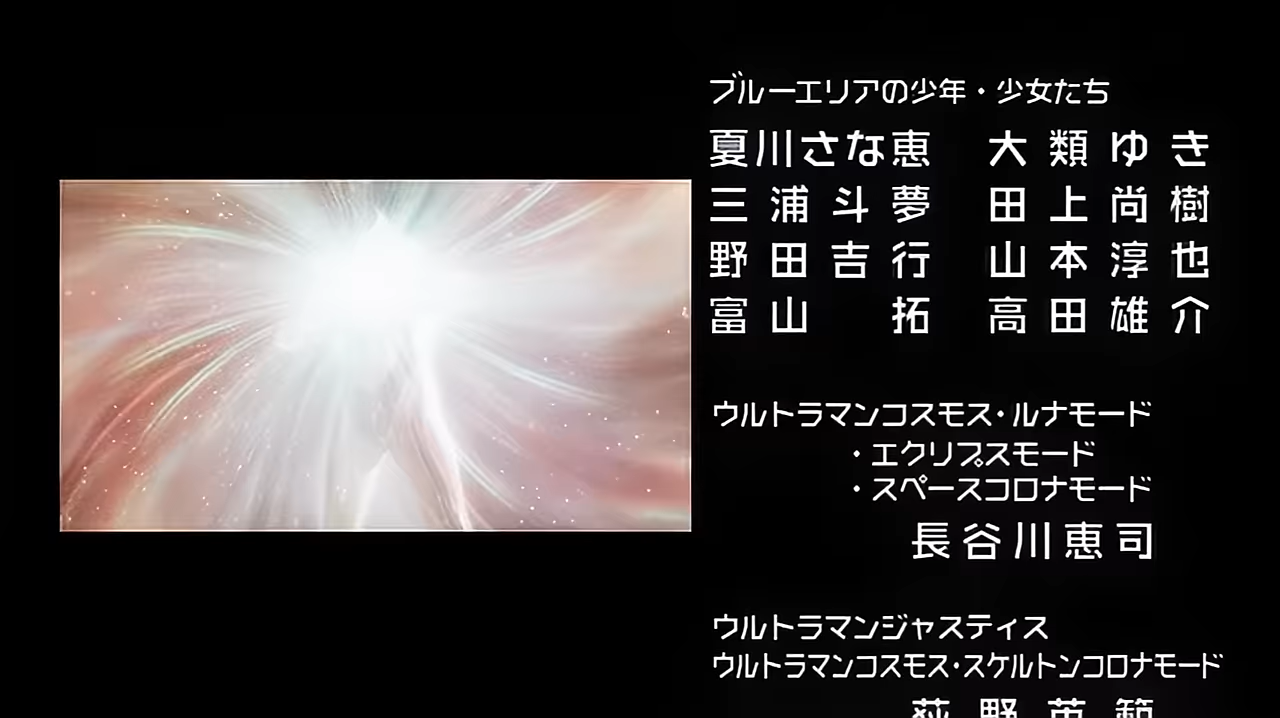 ブルーエリアの少年・少女たち
夏川さな恵　大類ゆき
三浦斗夢　田上尚樹
野田吉行　山本淳也
富山　拓　高田雄介
ウルトラマンコスモス・ルナモード
・エクリプスモード
・スペースコロナモード
長谷川恵司
ウルトラマンジャスティス
ウルトラマンコスモス・スケルトンコロナモード